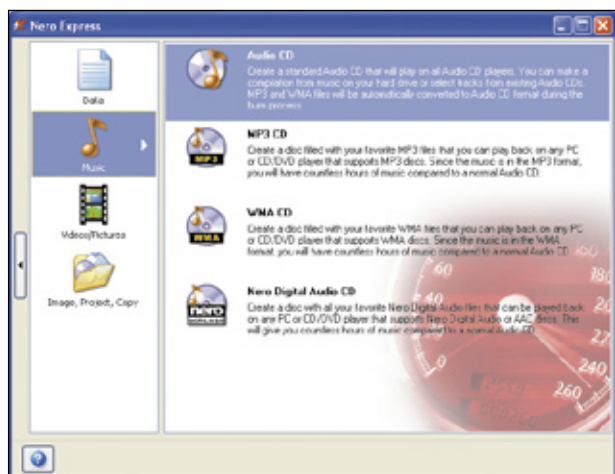 Nero Express
Data
Music
Videos/Pictures
Image, Project, Copy
Audio CD
Create a standard Audio CD that will play on all Audio CD players. You can make a
compilation from music on your hard drive or select tracks from existing Audio CDs.
MP3 and WMA files will be automatically converted to Audio CD format during the
burn process.
MP3
MP3 CD
Create a disc filled with your favorite MP3 files that you can play back on any PC
or CD/DVD player that supports MP3 discs. Since the music is in the MP3 format,
you will have countless hours of music compared to a normal Audio CD.
WMA
WMA CD
Create a disc filled with your favorite WMA files that you can play back on any PC
or CD/DVD player that supports WMA discs. Since the music is in the WMA
format, you will have countless hours of music compared to a normal Audio CD.
nero
Nero Digital Audio CD
Create a disc with all your favorite Nero Digital Audio files that can be played back
on any PC or CD/DVD player that supports Nero Digital Audio or AAC discs. This
will give you countless hours of music compared to a normal Audio CD.
40
60
160
180
240
260